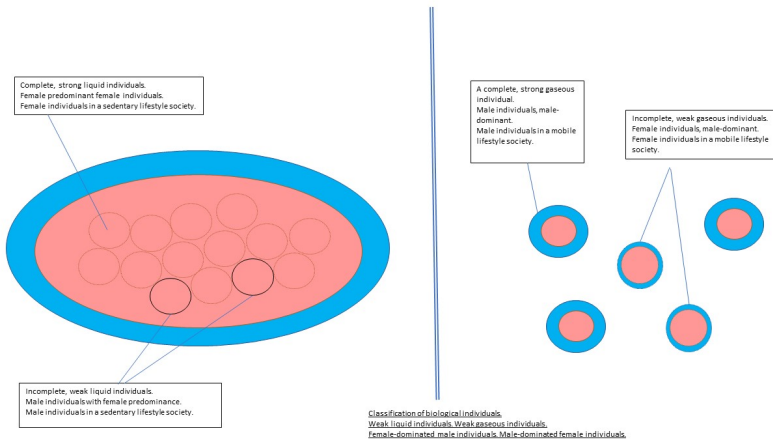 Complete, strong liquid individuals.
Female predominant female individuals.
Female individuals in a sedentary lifestyle society.
A complete, strong gaseous
individual.
Male individuals, male-
dominant.
Male individuals in a mobile
lifestyle society.
Incomplete, weak gaseous individuals.
Female individuals, male-dominant.
Female individuals in a mobile lifestyle
society.
Incomplete, weak liquid individuals.
Male individuals with female predominance.
Male individuals in a sedentary lifestyle society.
Classification of biological individuals.
Weak liquid individuals. Weak gaseous individuals.
Female-dominated male individuals. Male-dominated female individuals.